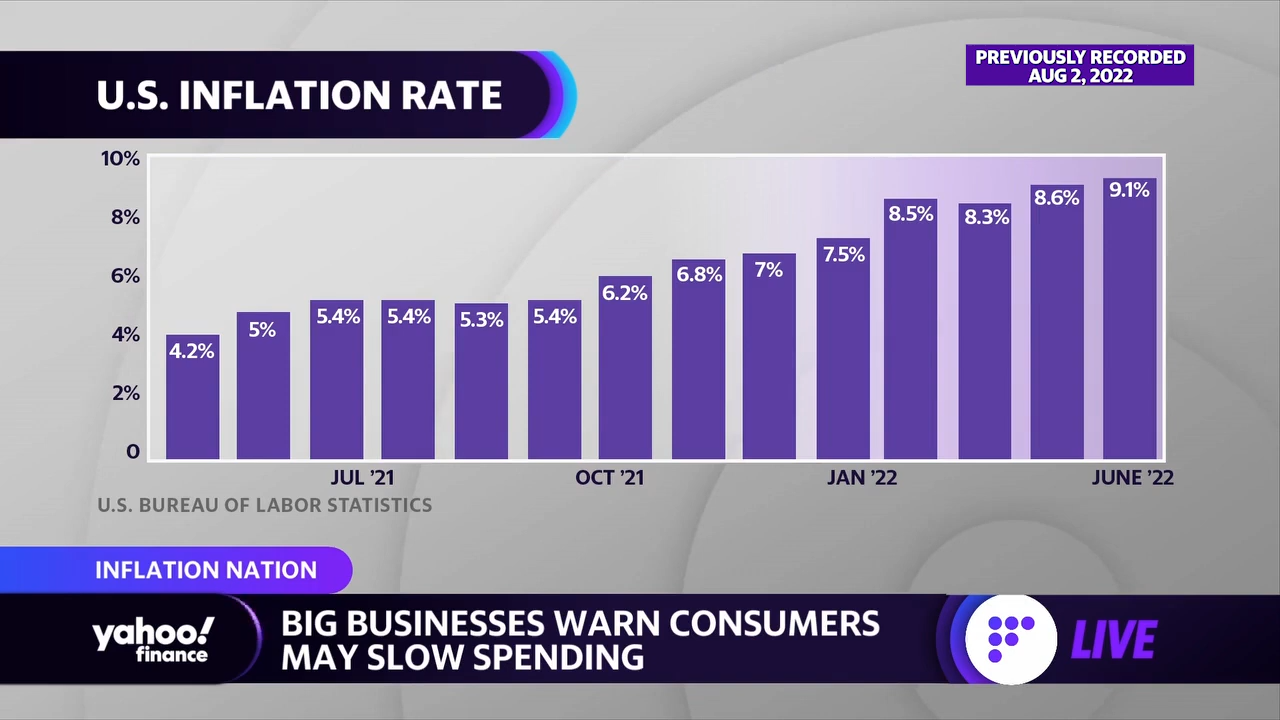 PREVIOUSLY RECORDED
AUG 2, 2022
U.S. INFLATION RATE
10%
8%
6%
4%
2%
0
4.2%
5%
5.4%
5.4%
5.3%
5.4%
6.2%
6.8%
7%
7.5%
8.5%
8.3%
8.6%
9.1%
JUL ’21
OCT ’21
JAN ’22
JUNE ’22
U.S. BUREAU OF LABOR STATISTICS
INFLATION NATION
yahoo!
finance
BIG BUSINESSES WARN CONSUMERS
MAY SLOW SPENDING
LIVE